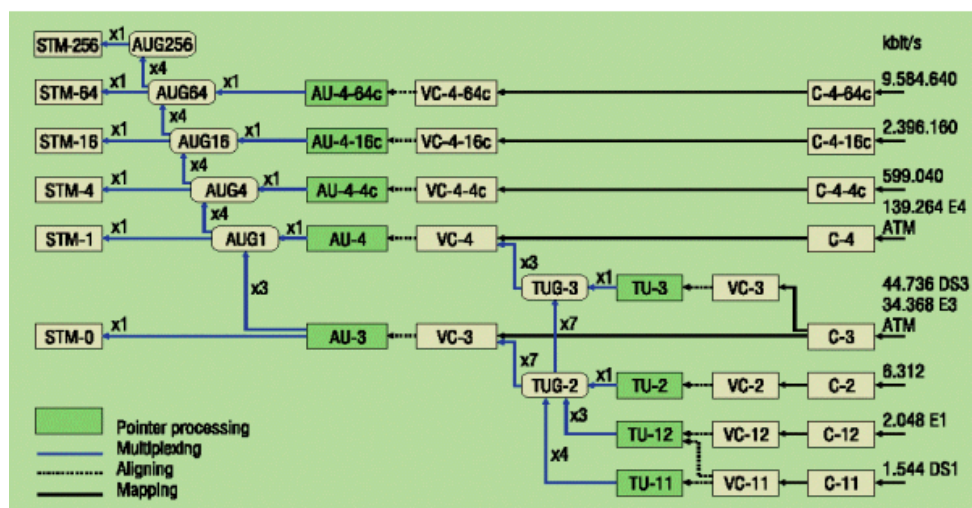 kbit/s
STM-256 x1 AUG256
x4
9.584.640
STM-64 x1 AUG64 x1 AU-4-64c VC-4-64c C-4-64c
x4
2.396.160
STM-16 x1 AUG16 x1 AU-4-16c VC-4-16c C-4-16c
x4
599.040
STM-4 x1 AUG4 x1 AU-4-4c VC-4-4c C-4-4c
x4
139.264 E4
STM-1 x1 AUG1 x1 AU-4 VC-4 C-4 ATM
x3
x3 TUG-3 x1 TU-3 VC-3
44.736 DS3
34.368 E3
x7
STM-0 x1 AU-3 VC-3 C-3 ATM
x7
TUG-2 x1 TU-2 VC-2 C-2 6.312
x3
TU-12 VC-12 C-12 2.048 E1
x4
TU-11 VC-11 C-11 1.544 DS1
Pointer processing
Multiplexing
Aligning
Mapping